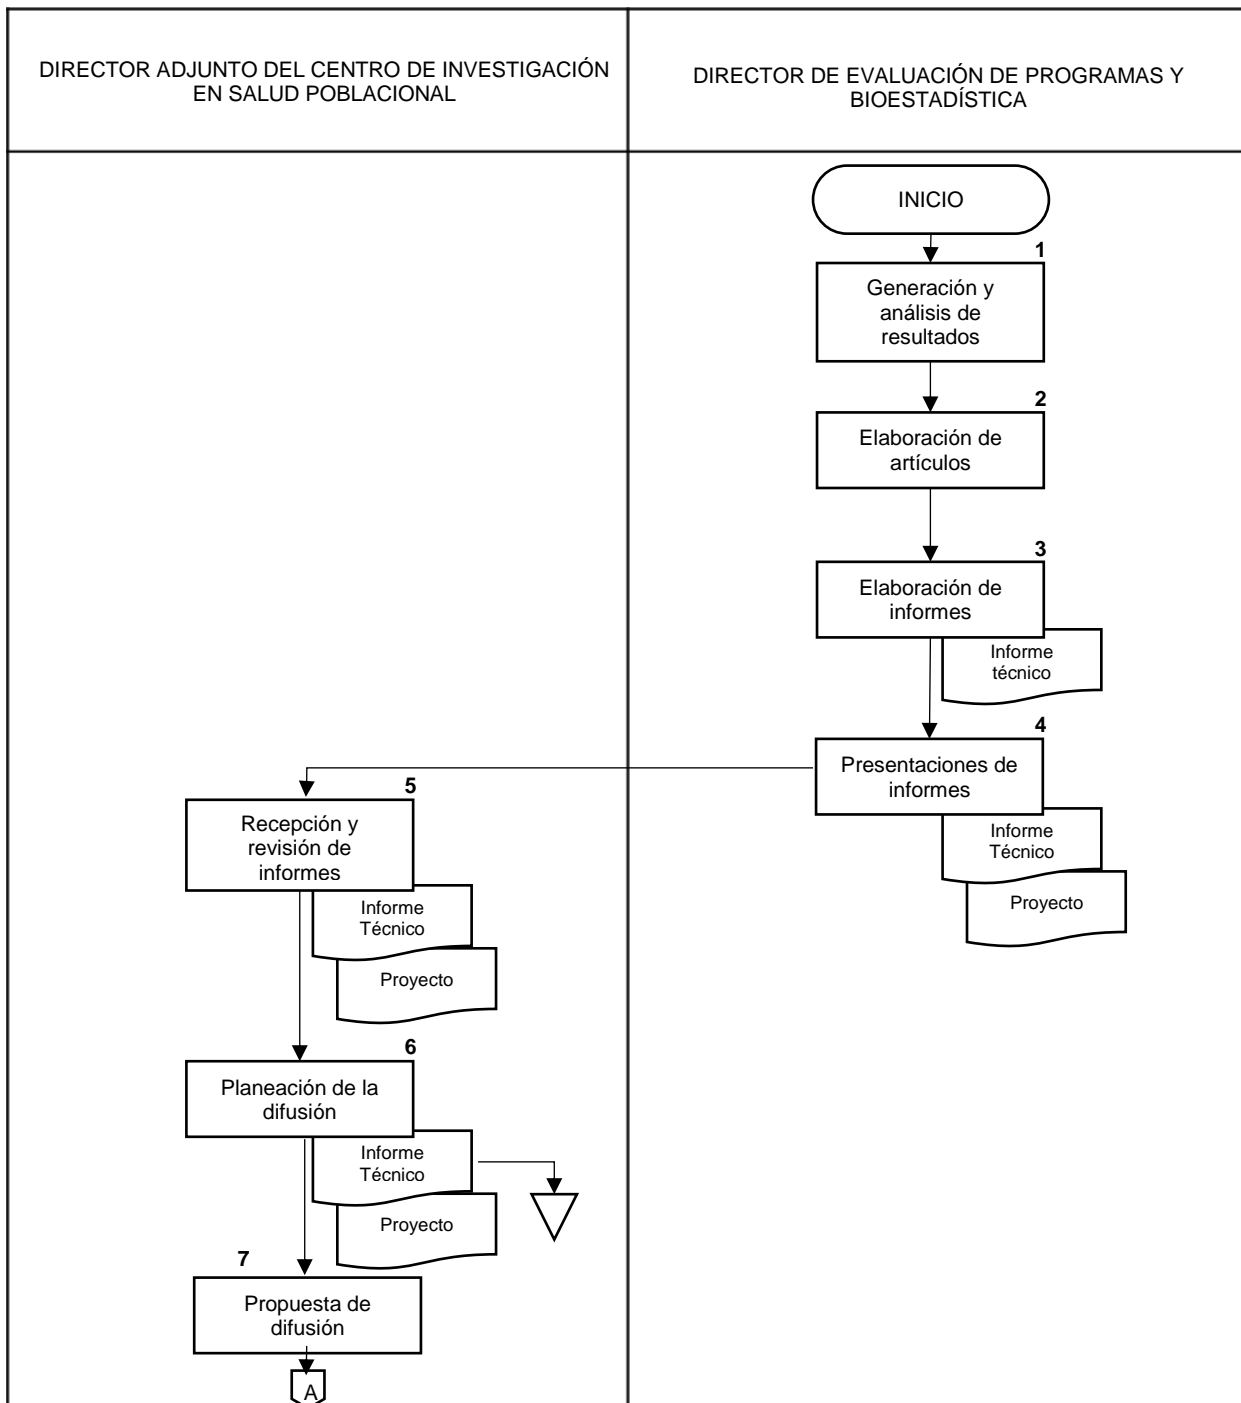 DIRECTOR ADJUNTO DEL CENTRO DE INVESTIGACIÓN
EN SALUD POBLACIONAL
DIRECTOR DE EVALUACIÓN DE PROGRAMAS Y
BIOESTADÍSTICA
INICIO
1
Generación y
análisis de
resultados
2
Elaboración de
artículos
3
Elaboración de
informes
Informe
técnico
4
Presentaciones de
informes
Informe
Técnico
Proyecto
5
Recepción y
revisión de
informes
Informe
Técnico
Proyecto
6
Planeación de la
difusión
Informe
Técnico
Proyecto
7
Propuesta de
difusión
A